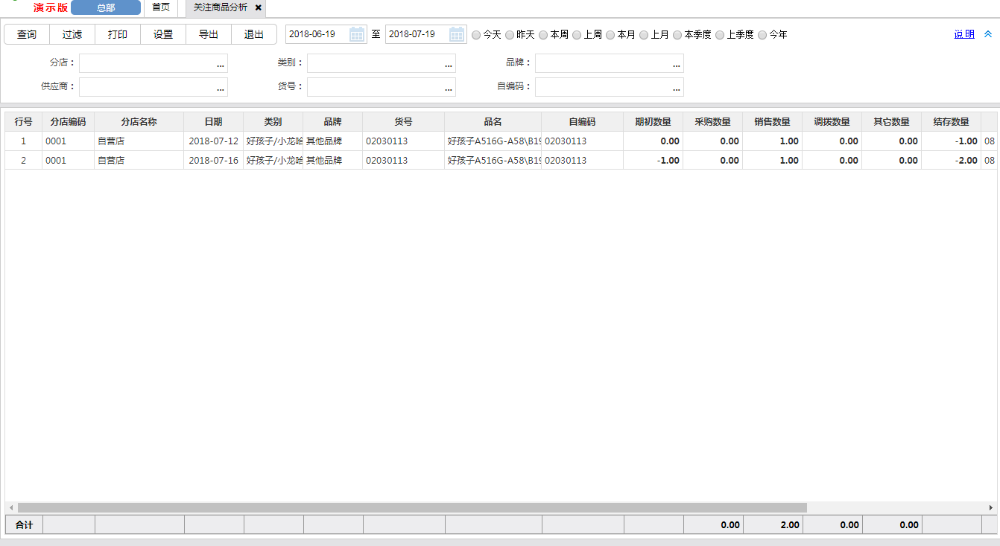 演示版 总部 首页 关注商品分析 ✖
查询 过滤 打印 设置 导出 退出 2018-06-19 至 2018-07-19 今天 昨天 本周 上周 本月 上月 本季度 上季度 今年 说明
分店： ... 类别： ... 品牌： ...
供应商： ... 货号： ... 自编码： ...
行号 分店编码 分店名称 日期 类别 品牌 货号 品名 自编码 期初数量 采购数量 销售数量 调拨数量 其它数量 结存数量
1 0001 自营店 2018-07-12 好孩子/小龙哈 其他品牌 02030113 好孩子A516G-A58\B19 02030113 0.00 0.00 1.00 0.00 0.00 -1.00 08
2 0001 自营店 2018-07-16 好孩子/小龙哈 其他品牌 02030113 好孩子A516G-A58\B19 02030113 -1.00 0.00 1.00 0.00 0.00 -2.00 08
合计 0.00 2.00 0.00 0.00